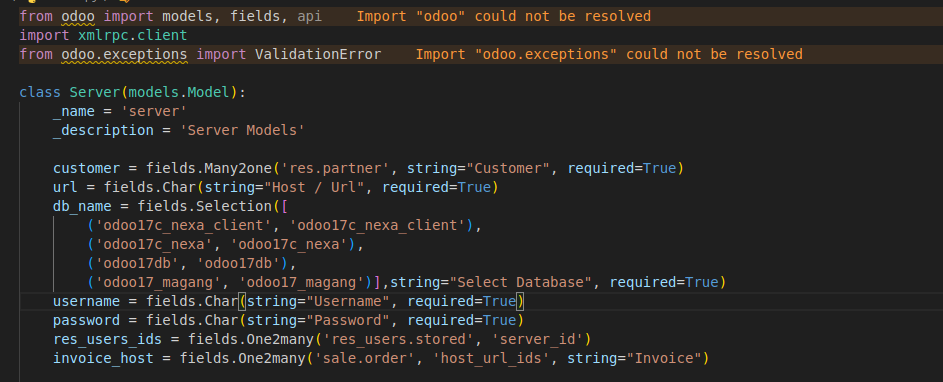 from odoo import models, fields, api    Import "odoo" could not be resolved
import xmlrpc.client
from odoo.exceptions import ValidationError    Import "odoo.exceptions" could not be resolved
class Server(models.Model):
    _name = 'server'
    _description = 'Server Models'
    customer = fields.Many2one('res.partner', string="Customer", required=True)
    url = fields.Char(string="Host / Url", required=True)
    db_name = fields.Selection([
        ('odoo17c_nexa_client', 'odoo17c_nexa_client'),
        ('odoo17c_nexa', 'odoo17c_nexa'),
        ('odoo17db', 'odoo17db'),
        ('odoo17_magang', 'odoo17_magang')],string="Select Database", required=True)
    username = fields.Char(string="Username", required=True)
    password = fields.Char(string="Password", required=True)
    res_users_ids = fields.One2many('res_users.stored', 'server_id')
    invoice_host = fields.One2many('sale.order', 'host_url_ids', string="Invoice")